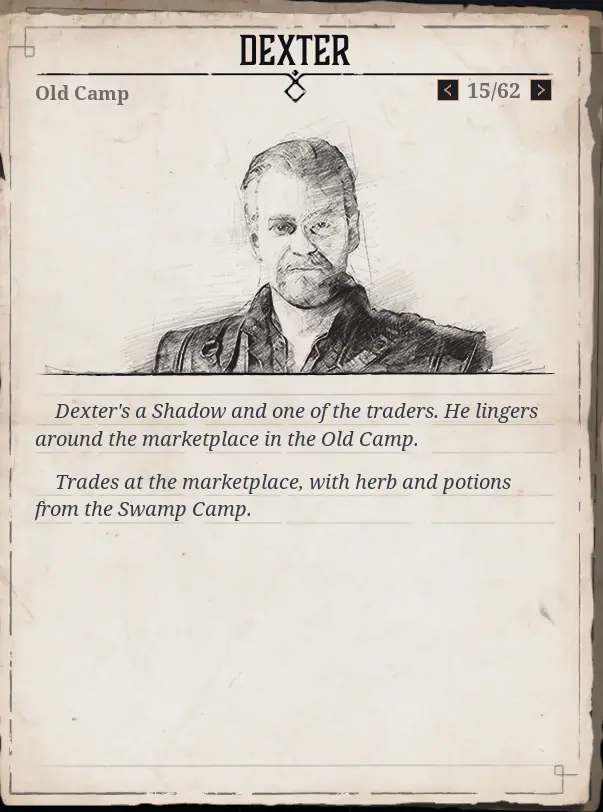 DEXTER
Old Camp
15/62
Dexter's a Shadow and one of the traders. He lingers
around the marketplace in the Old Camp.
Trades at the marketplace, with herb and potions
from the Swamp Camp.